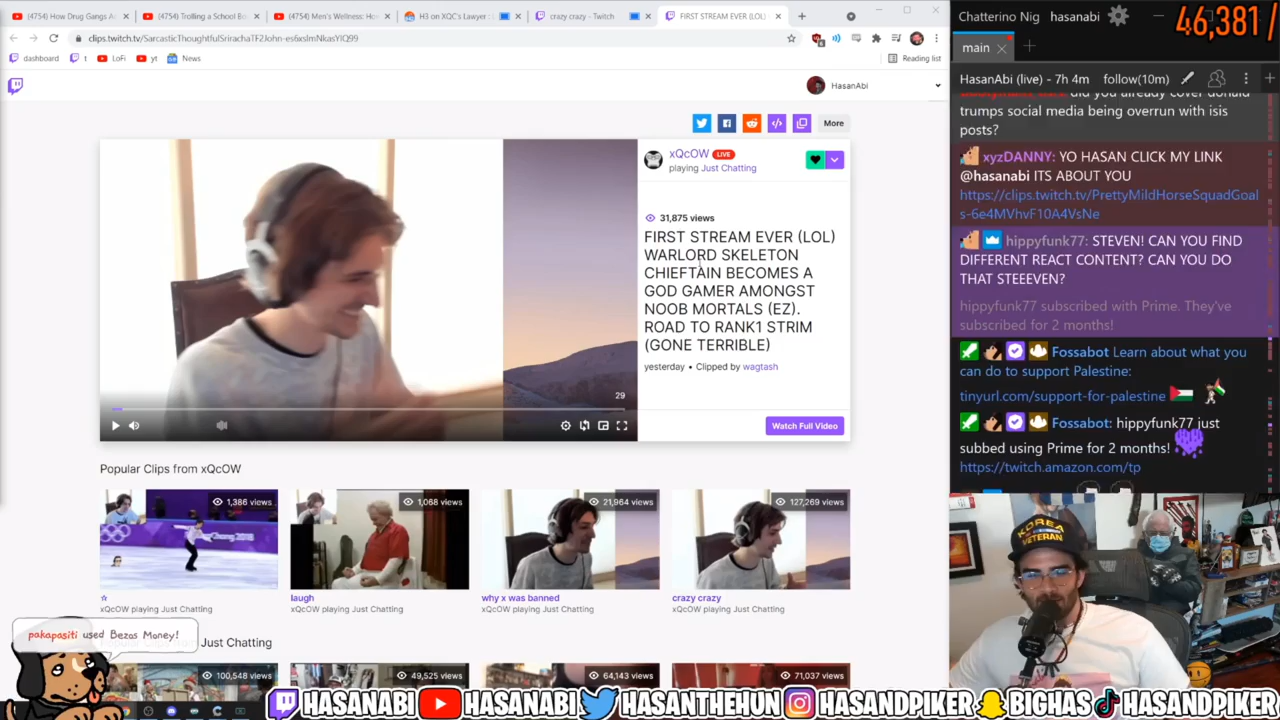 (4754) How Drug Gangs A
(4754) Trolling a School Bo
(4754) Men's Wellness: Ho
H3 on XQC's Lawyer
crazy crazy - Twitch
FIRST STREAM EVER (LOL)
clips.twitch.tv/SarcasticThoughtfulSrirachaTF2John-es6xsImNkasYIQ99
dashboard
t
LoFi
yt
News
Reading list
HasanAbi
More
xQcOW LIVE
playing Just Chatting
31,875 views
FIRST STREAM EVER (LOL)
WARLORD SKELETON
CHIEFTAIN BECOMES A
GOD GAMER AMONGST
NOOB MORTALS (EZ).
ROAD TO RANK1 STRIM
(GONE TERRIBLE)
yesterday • Clipped by wagtash
29
Watch Full Video
Popular Clips from xQcOW
1,386 views
1,068 views
21,964 views
127,269 views
laugh
why x was banned
crazy crazy
xQcOW playing Just Chatting
xQcOW playing Just Chatting
xQcOW playing Just Chatting
xQcOW playing Just Chatting
pakapasiti used Bezos Money!
Just Chatting
100,548 views
49,525 views
64,143 views
71,037 views
Chatterino Nig
hasanabi
46,381 /
main
HasanAbi (live) - 7h 4m
follow(10m)
did you already cover donald
trumps social media being overrun with isis
posts?
xyzDANNY: YO HASAN CLICK MY LINK
@hasanabi ITS ABOUT YOU
https://clips.twitch.tv/PrettyMildHorseSquadGoal
s-6e4MVhvF10A4VsNe
hippyfunk77: STEVEN! CAN YOU FIND
DIFFERENT REACT CONTENT? CAN YOU DO
THAT STEEEVEN?
hippyfunk77 subscribed with Prime. They've
subscribed for 2 months!
Fossabot Learn about what you
can do to support Palestine:
tinyurl.com/support-for-palestine
Fossabot: hippyfunk77 just
subbed using Prime for 2 months!
https://twitch.amazon.com/tp
KOREA
VETERAN
HASANABI
HASANABI
HASANTHEHUN
HASANDPIKER
BIGHAS
HASANDPIKER